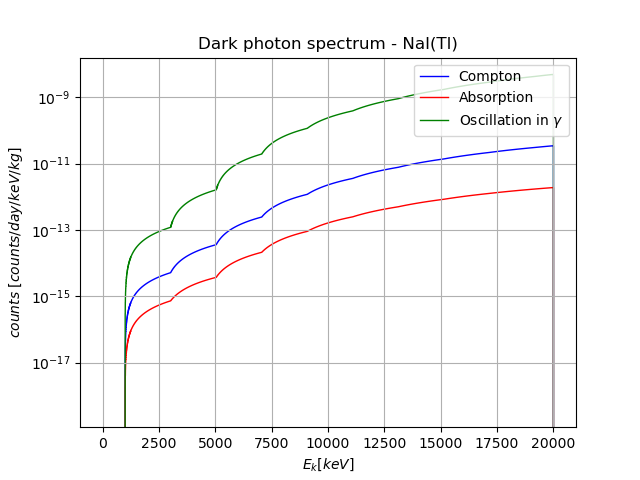 Dark photon spectrum - NaI(Tl)
Compton
Absorption
Oscillation in γ
10⁻⁹
10⁻¹¹
10⁻¹³
10⁻¹⁵
10⁻¹⁷
counts [counts/day/keV/kg]
0 2500 5000 7500 10000 12500 15000 17500 20000
Eₖ[keV]